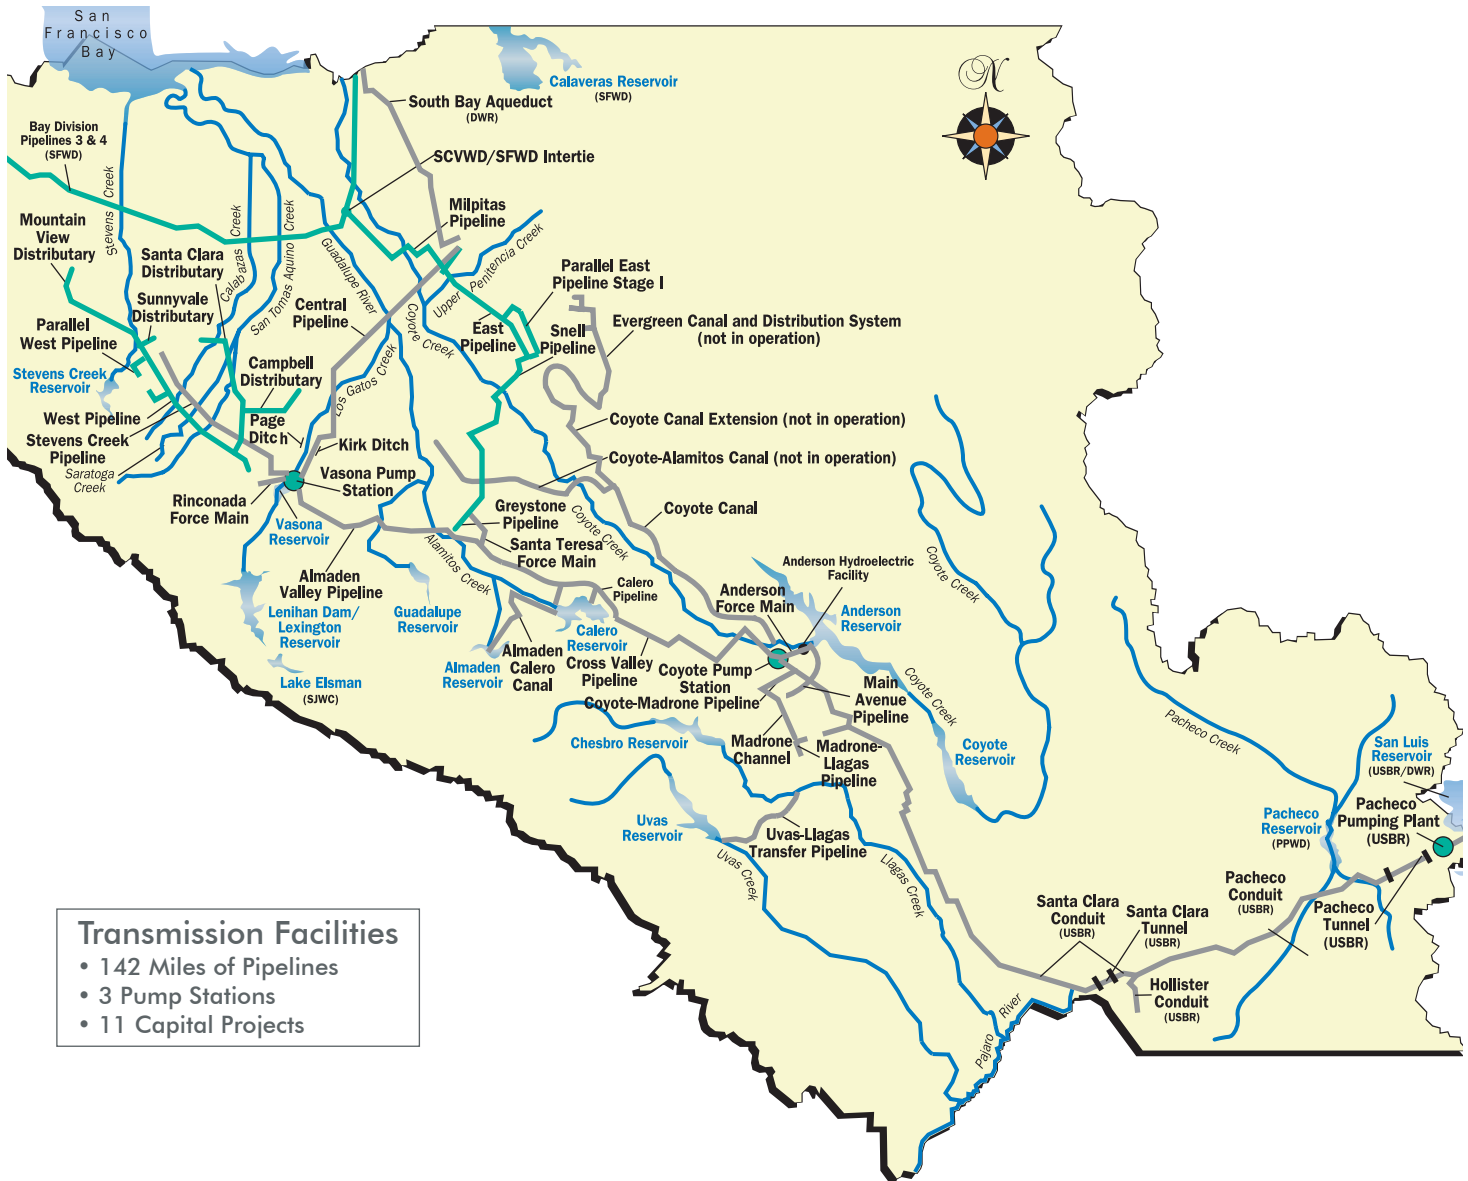 San
Francisco
Bay
N
Calaveras Reservoir
(SFWD)
South Bay Aqueduct
(DWR)
Bay Division
Pipelines 3 & 4
(SFWD)
SCVWD/SFWD Intertie
Stevens Creek
Calabazas Creek
San Tomas Aquino Creek
Guadalupe River
Milpitas
Pipeline
Upper Penitencia Creek
Mountain
View
Distributary
Santa Clara
Distributary
Sunnyvale
Distributary
Central
Pipeline
Parallel East
Pipeline Stage I
East
Pipeline
Snell
Pipeline
Evergreen Canal and Distribution System
(not in operation)
Coyote Creek
Parallel
West Pipeline
Stevens Creek
Reservoir
Campbell
Distributary
Los Gatos Creek
West Pipeline
Page
Ditch
Kirk Ditch
Stevens Creek
Pipeline
Saratoga
Creek
Coyote Canal Extension (not in operation)
Coyote-Alamitos Canal (not in operation)
Vasona Pump
Station
Rinconada
Force Main
Vasona
Reservoir
Greystone
Pipeline
Coyote Canal
Coyote Creek
Santa Teresa
Force Main
Alamitos Creek
Almaden
Valley Pipeline
Calero
Pipeline
Anderson Hydroelectric
Facility
Anderson
Force Main
Anderson
Reservoir
Coyote Creek
Lenihan Dam/
Lexington
Reservoir
Guadalupe
Reservoir
Calero
Reservoir
Almaden
Reservoir
Almaden
Calero
Canal
Cross Valley
Pipeline
Coyote Pump
Station
Coyote-Madrone Pipeline
Main
Avenue
Pipeline
Coyote Creek
Lake Elsman
(SJWC)
Pacheco Creek
Chesbro Reservoir
Madrone
Channel
Madrone-
Llagas
Pipeline
Coyote
Reservoir
San Luis
Reservoir
(USBR/DWR)
Uvas
Reservoir
Uvas-Llagas
Transfer Pipeline
Pacheco
Reservoir
(PPWD)
Pacheco
Pumping Plant
(USBR)
Uvas Creek
Llagas Creek
Pacheco
Conduit
(USBR)
Pacheco
Tunnel
(USBR)
Santa Clara
Conduit
(USBR)
Santa Clara
Tunnel
(USBR)
Hollister
Conduit
(USBR)
Pajaro River
Transmission Facilities
• 142 Miles of Pipelines
• 3 Pump Stations
• 11 Capital Projects